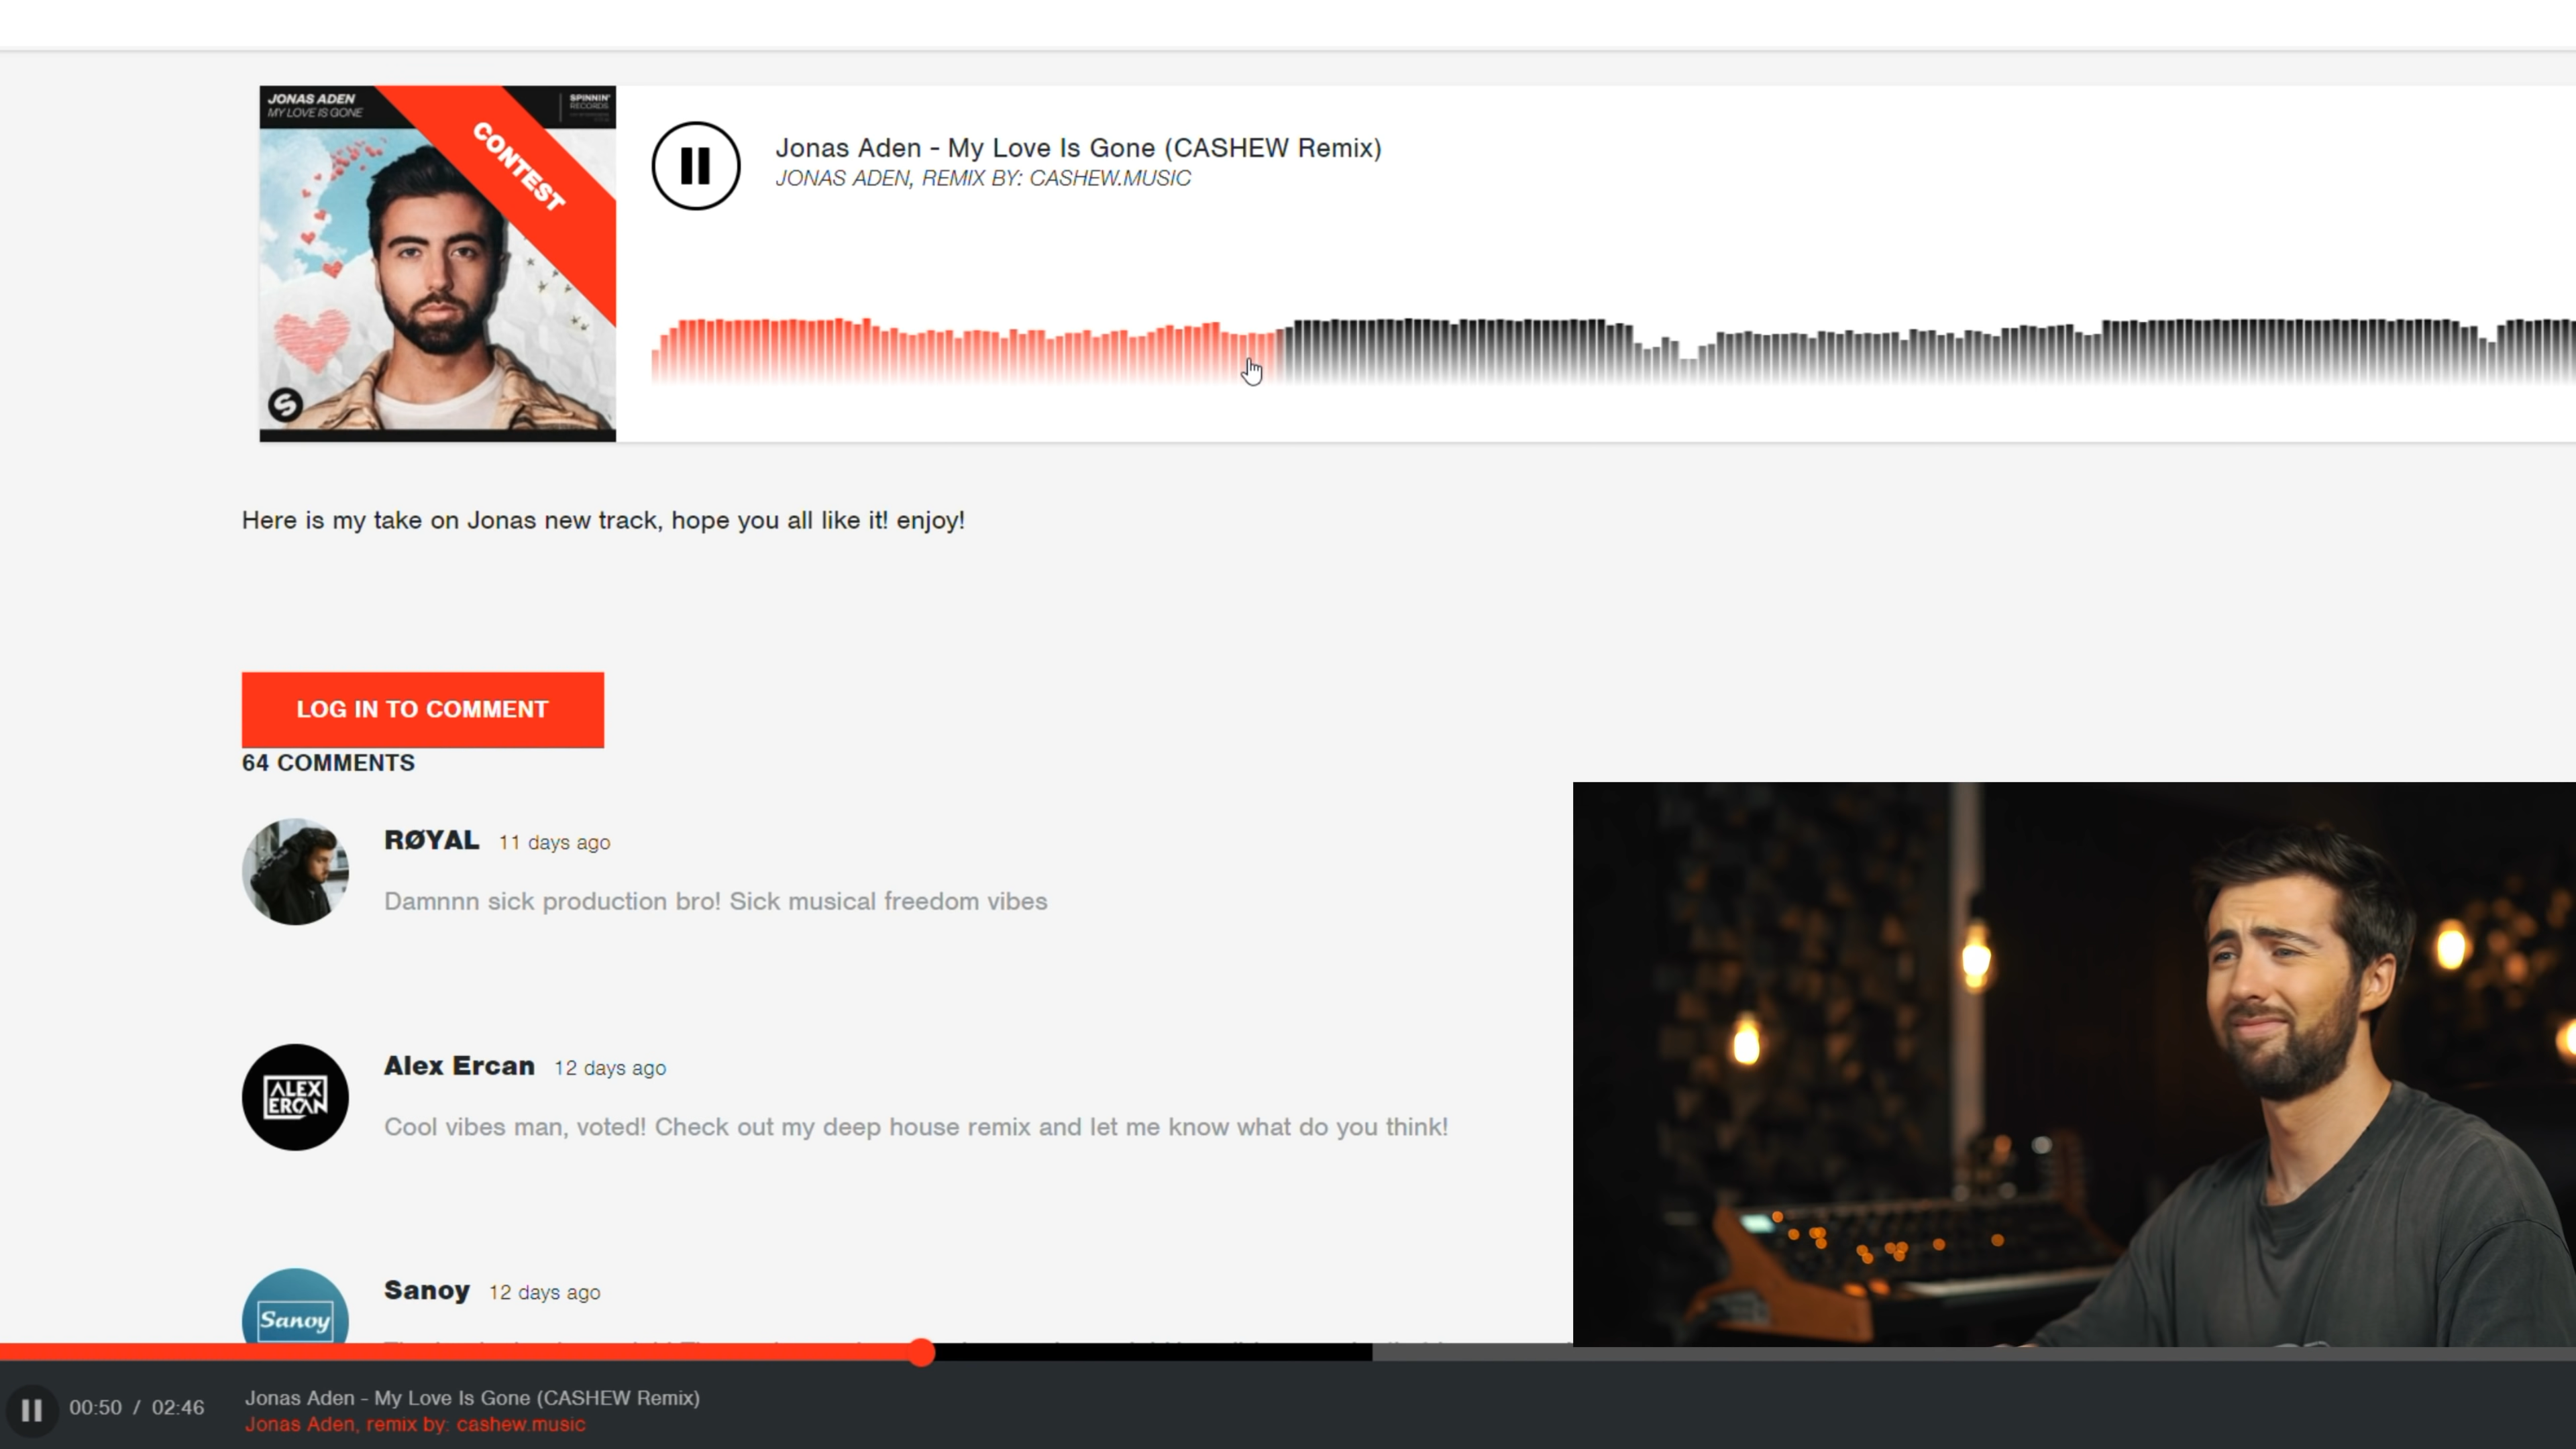 JONAS ADEN
MY LOVE IS GONE
SPINNIN'
RECORDS
CONTEST
Jonas Aden - My Love Is Gone (CASHEW Remix)
JONAS ADEN, REMIX BY: CASHEW.MUSIC
Here is my take on Jonas new track, hope you all like it! enjoy!
LOG IN TO COMMENT
64 COMMENTS
RØYAL 11 days ago
Damnnn sick production bro! Sick musical freedom vibes
ALEX
ERCAN
Alex Ercan 12 days ago
Cool vibes man, voted! Check out my deep house remix and let me know what do you think!
Sanoy 12 days ago
Sanoy
00:50 / 02:46
Jonas Aden - My Love Is Gone (CASHEW Remix)
Jonas Aden, remix by: cashew.music